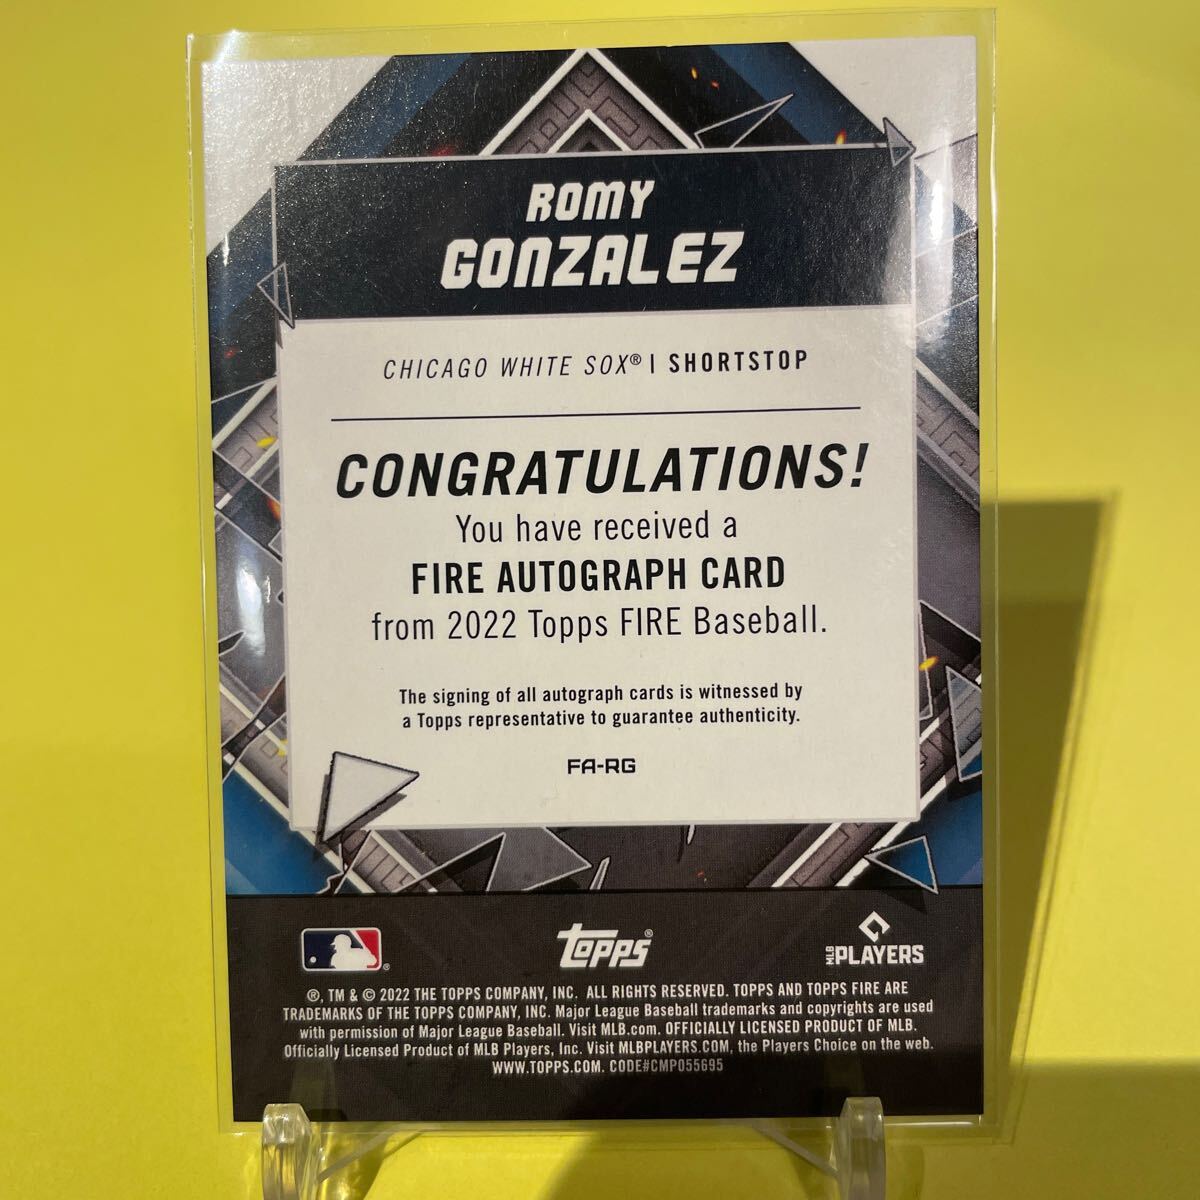 ROMY
GONZALEZ
CHICAGO WHITE SOX® | SHORTSTOP
CONGRATULATIONS!
You have received a
FIRE AUTOGRAPH CARD
from 2022 Topps FIRE Baseball.
The signing of all autograph cards is witnessed by
a Topps representative to guarantee authenticity.
FA-RG
®
Topps®
MLB PLAYERS
®, TM & © 2022 THE TOPPS COMPANY, INC. ALL RIGHTS RESERVED. TOPPS AND TOPPS FIRE ARE
TRADEMARKS OF THE TOPPS COMPANY, INC. Major League Baseball trademarks and copyrights are used
with permission of Major League Baseball. Visit MLB.com. OFFICIALLY LICENSED PRODUCT OF MLB.
Officially Licensed Product of MLB Players, Inc. Visit MLBPLAYERS.COM, the Players Choice on the web.
WWW.TOPPS.COM. CODE#CMP055695